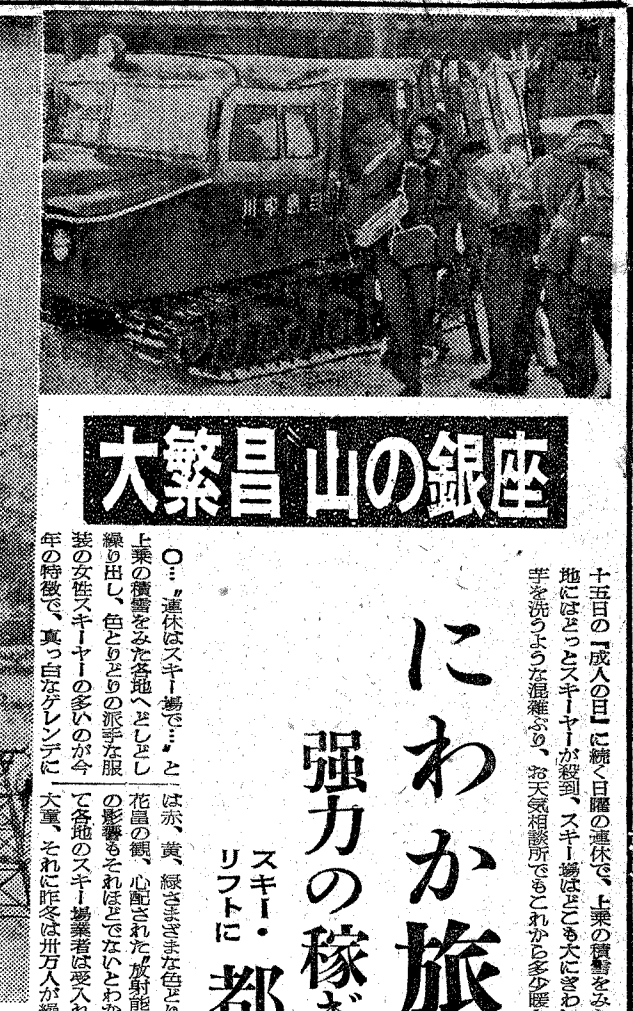 大繁昌〝山の銀座
十五日の『成人の日』に続く日曜の連休で、上乗の積雪をみ
地にはどっとスキーヤーが殺到、スキー場はどこも大にぎわ
芋を洗うような混雑ぶり、お天気相談所でもこれから多少暖
にわか旅
強力の稼
スキー・
リフトに
都
○…〝連休はスキー場で…〟と
上乗の積雪をみた各地へどしどし
繰り出し、色とりどりの派手な服
装の女性スキーヤーの多いのが今
年の特徴で、真っ白なゲレンデに
は赤、黄、緑さまざまな色どり
花畠の観、心配された〝放射能
の影響もそれほどでないとわか
て各地のスキー場業者は受入れ
大童、それに昨冬は卅万人が